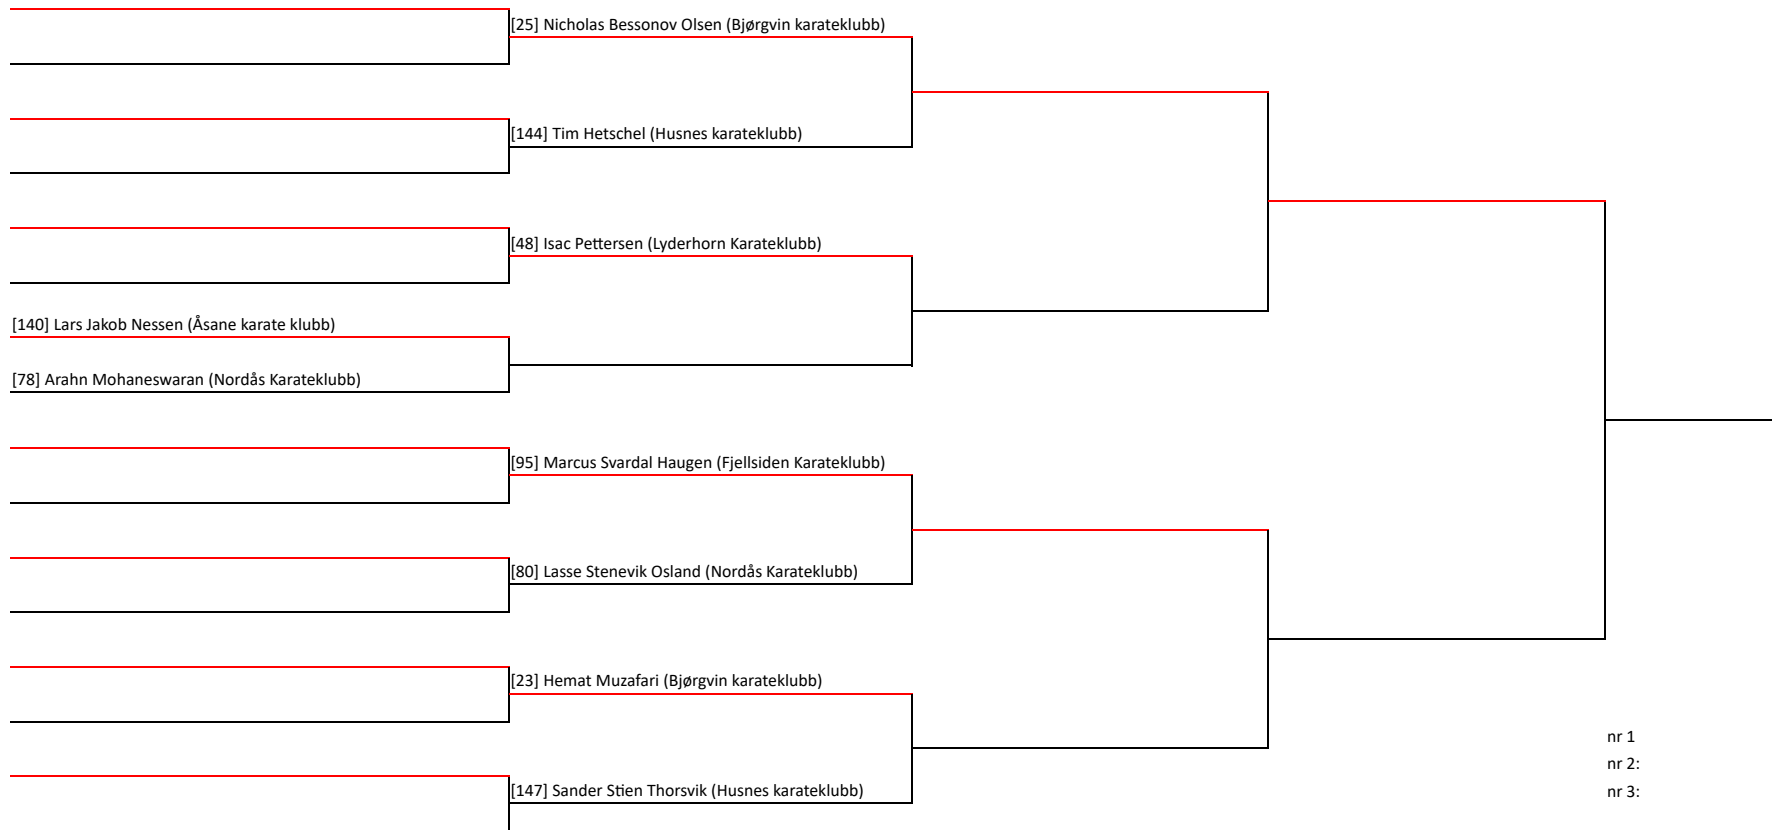 [25] Nicholas Bessonov Olsen (Bjørgvin karateklubb)
[144] Tim Hetschel (Husnes karateklubb)
[48] Isac Pettersen (Lyderhorn Karateklubb)
[140] Lars Jakob Nessen (Åsane karate klubb)
[78] Arahn Mohaneswaran (Nordås Karateklubb)
[95] Marcus Svardal Haugen (Fjellsiden Karateklubb)
[80] Lasse Stenevik Osland (Nordås Karateklubb)
[23] Hemat Muzafari (Bjørgvin karateklubb)
[147] Sander Stien Thorsvik (Husnes karateklubb)
nr 1
nr 2:
nr 3: